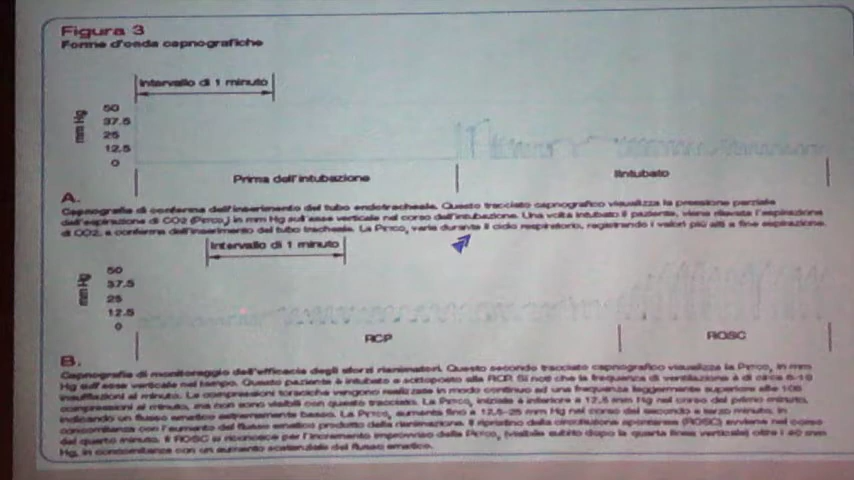 Figura 3
Forme d'onda capnografiche
Intervallo di 1 minuto
50
37.5
25
12.5
0
mm Hg
Prima dell'intubazione
Intubato
A.
Capnografia di conferma dell'inserimento del tubo endotracheale. Questo tracciato capnografico visualizza la pressione parziale
dell'espirazione di CO2 (PETCO2) in mm Hg sull'asse verticale nel corso dell'intubazione. Una volta intubato il paziente, viene rilevata l'espirazione
di CO2, a conferma dell'inserimento del tubo tracheale. La PETCO2 varia durante il ciclo respiratorio, registrando i valori più alti a fine espirazione.
Intervallo di 1 minuto
50
37.5
25
12.5
0
mm Hg
RCP
ROSC
B.
Capnografia di monitoraggio dell'efficacia degli sforzi rianimatori. Questo secondo tracciato capnografico visualizza la PETCO2 in mm
Hg sull'asse verticale nel tempo. Questo paziente è intubato e sottoposto alla RCP. Si noti che la frequenza di ventilazione è di circa 8-10
insufflazioni al minuto. Le compressioni toraciche vengono realizzate in modo continuo ad una frequenza leggermente superiore alle 100
compressioni al minuto, ma non sono visibili con questo tracciato. La PETCO2 iniziale è inferiore a 12,5 mm Hg nel corso del primo minuto,
indicando un flusso ematico estremamente basso. La PETCO2 aumenta fino a 12,5-25 mm Hg nel corso del secondo e terzo minuto, in
concomitanza con l'aumento del flusso ematico prodotto dalla rianimazione. Il ripristino della circolazione spontanea (ROSC) avviene nel corso
del quarto minuto. Il ROSC si riconosce per l'incremento improvviso della PETCO2 (visibile subito dopo la quarta linea verticale) oltre i 40 mm
Hg, in concomitanza con un aumento sostanziale del flusso ematico.